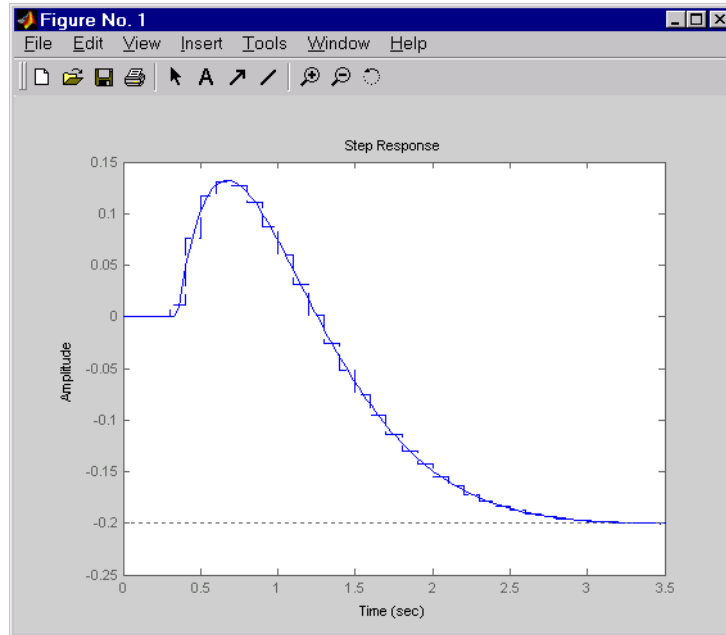 Figure No. 1
File Edit View Insert Tools Window Help
A
Step Response
0.15
0.1
0.05
0
-0.05
-0.1
-0.15
-0.2
-0.25
Amplitude
0 0.5 1 1.5 2 2.5 3 3.5
Time (sec)